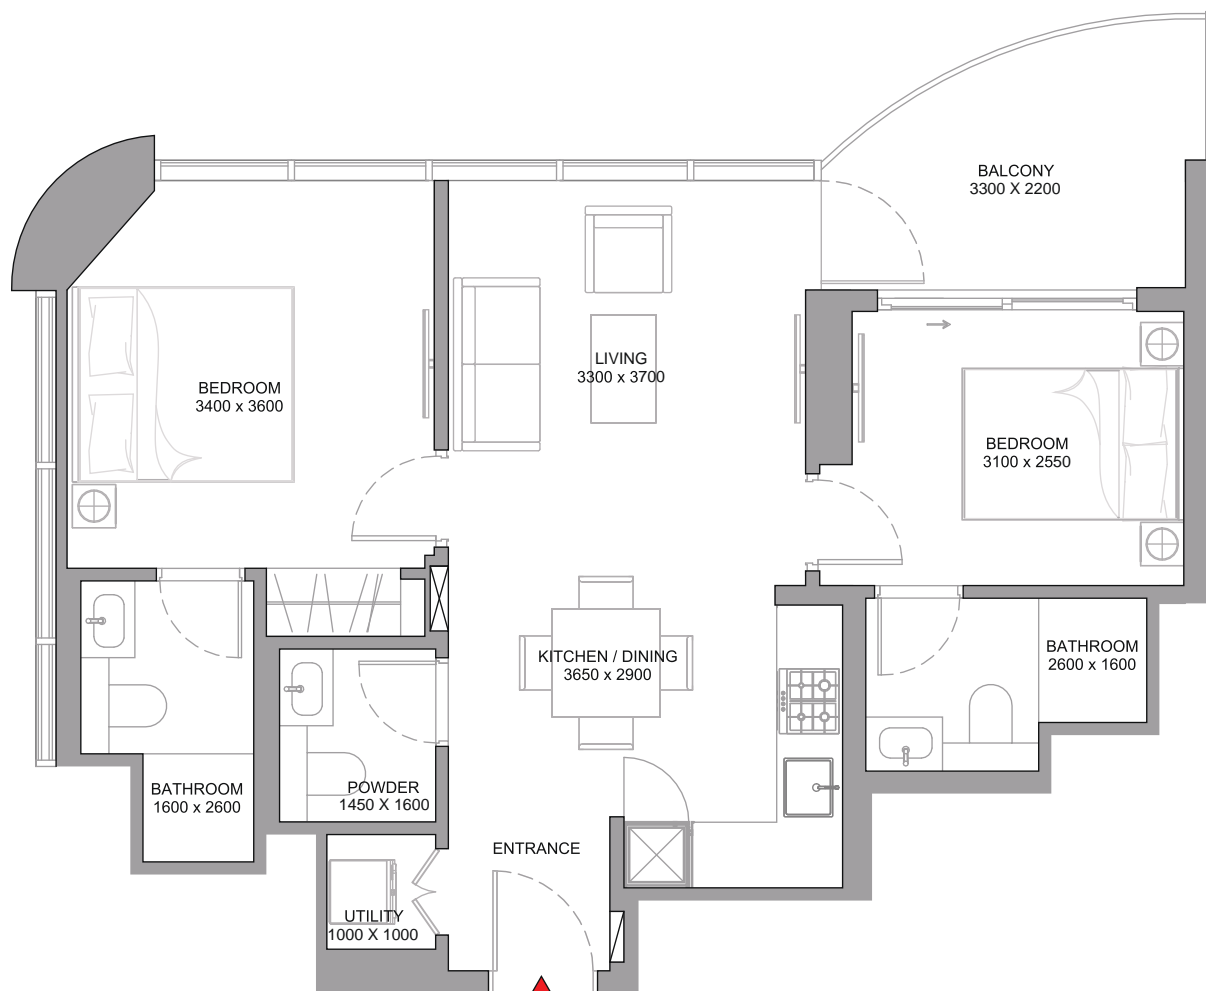 BALCONY
3300 X 2200
LIVING
3300 x 3700
BEDROOM
3400 x 3600
BEDROOM
3100 x 2550
KITCHEN / DINING
3650 x 2900
BATHROOM
2600 x 1600
BATHROOM
1600 x 2600
POWDER
1450 X 1600
ENTRANCE
UTILITY
1000 X 1000